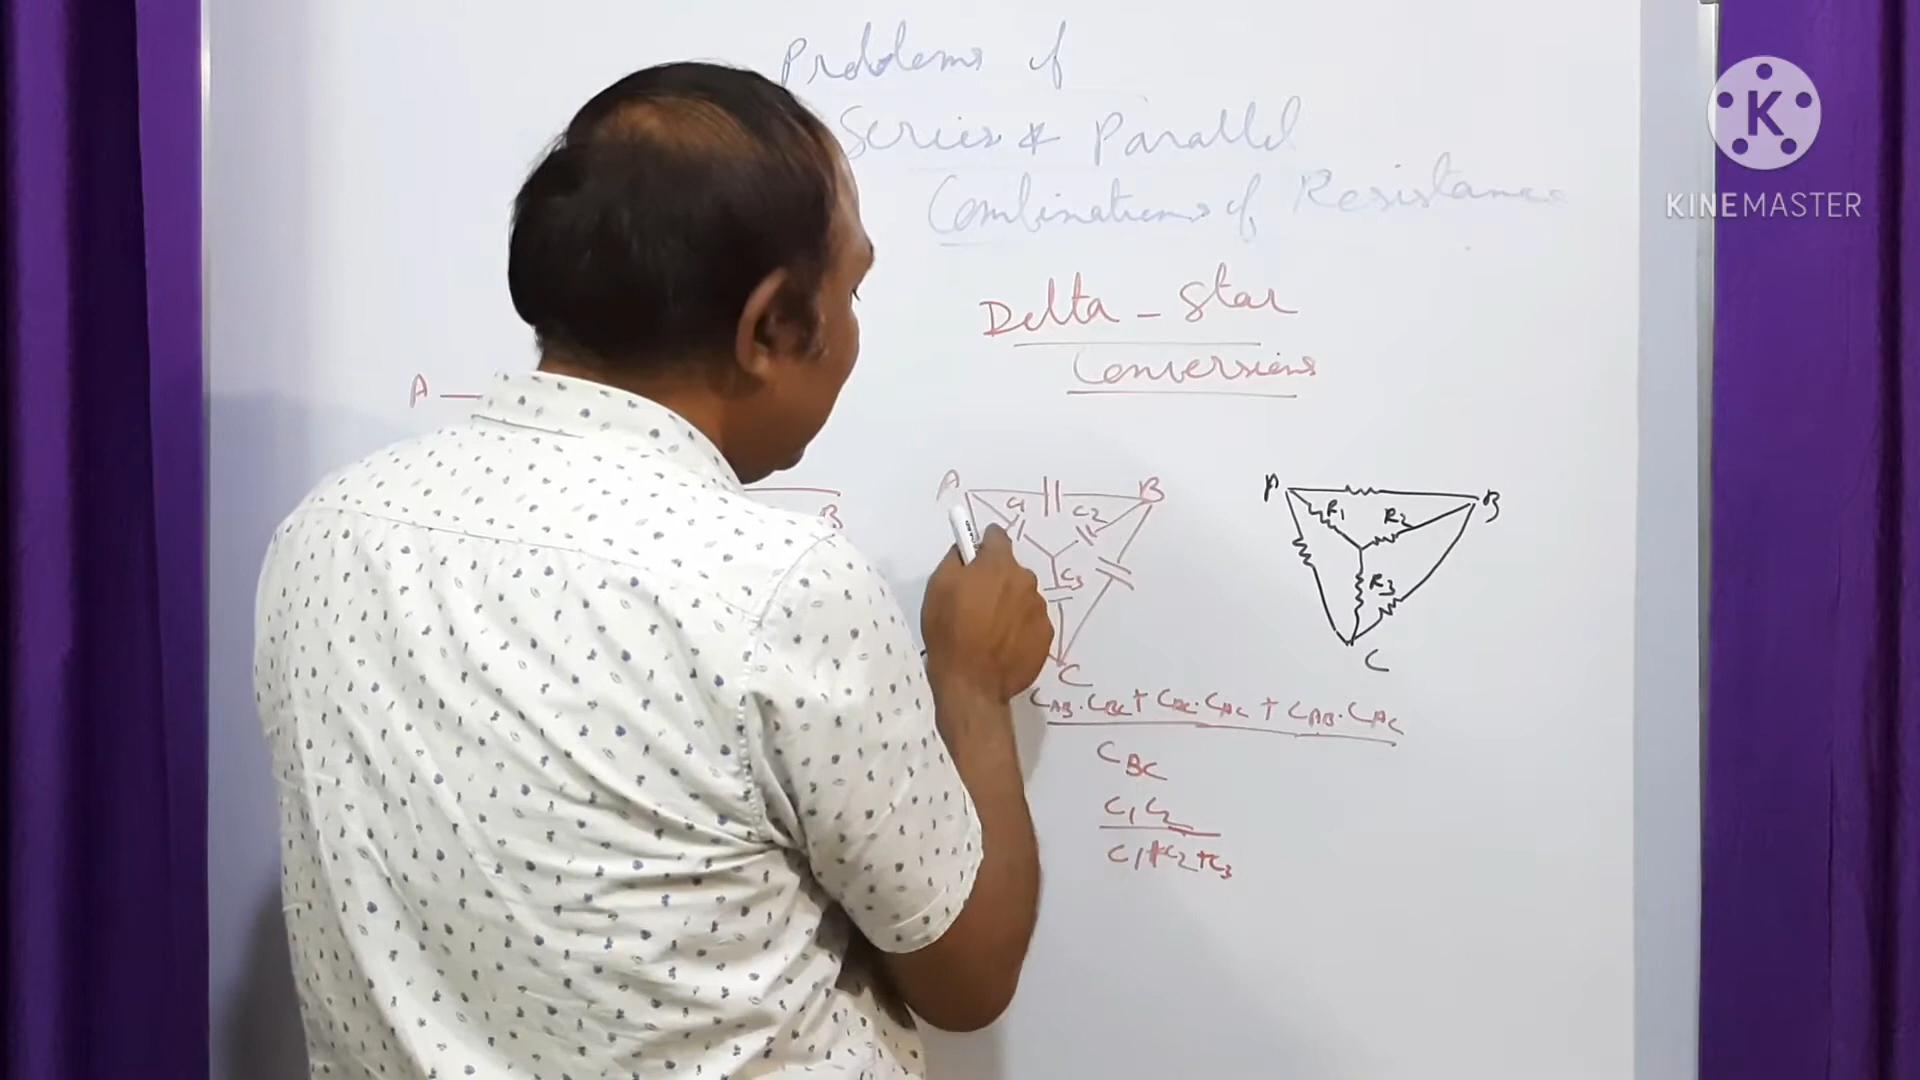 Problems of
Series & Parallel
Combinations of Resistances
K
KINEMASTER
Delta - Star
Conversions
A
B
A
B
C1
C2
C3
C
A
B
R1
R2
R3
C
CAB.CBC + CBC.CAC + CAB.CAC
CBC
C1C2
C1+C2+C3